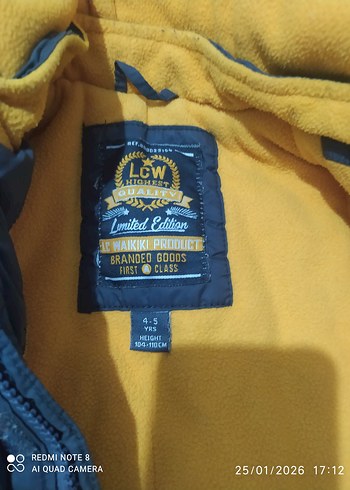 LCW
HIGHEST
QUALITY
Limited Edition
LC WAIKIKI PRODUCT
BRANDED GOODS
FIRST CLASS
4-5
YRS
HEIGHT
104-110CM
REDMI NOTE 8
AI QUAD CAMERA
25/01/2026 17:12